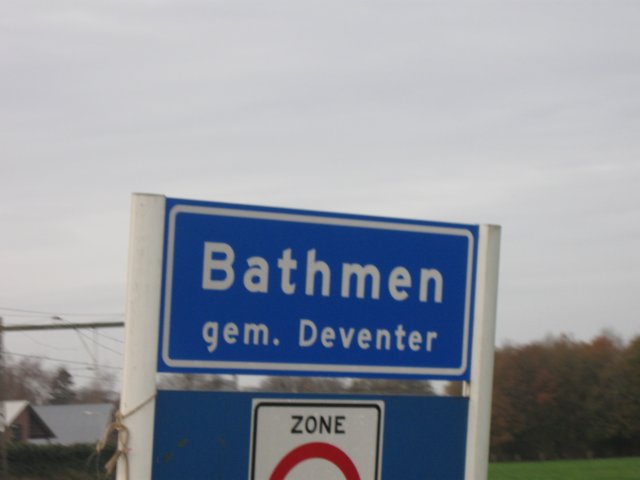 Bathmen
gem. Deventer
ZONE